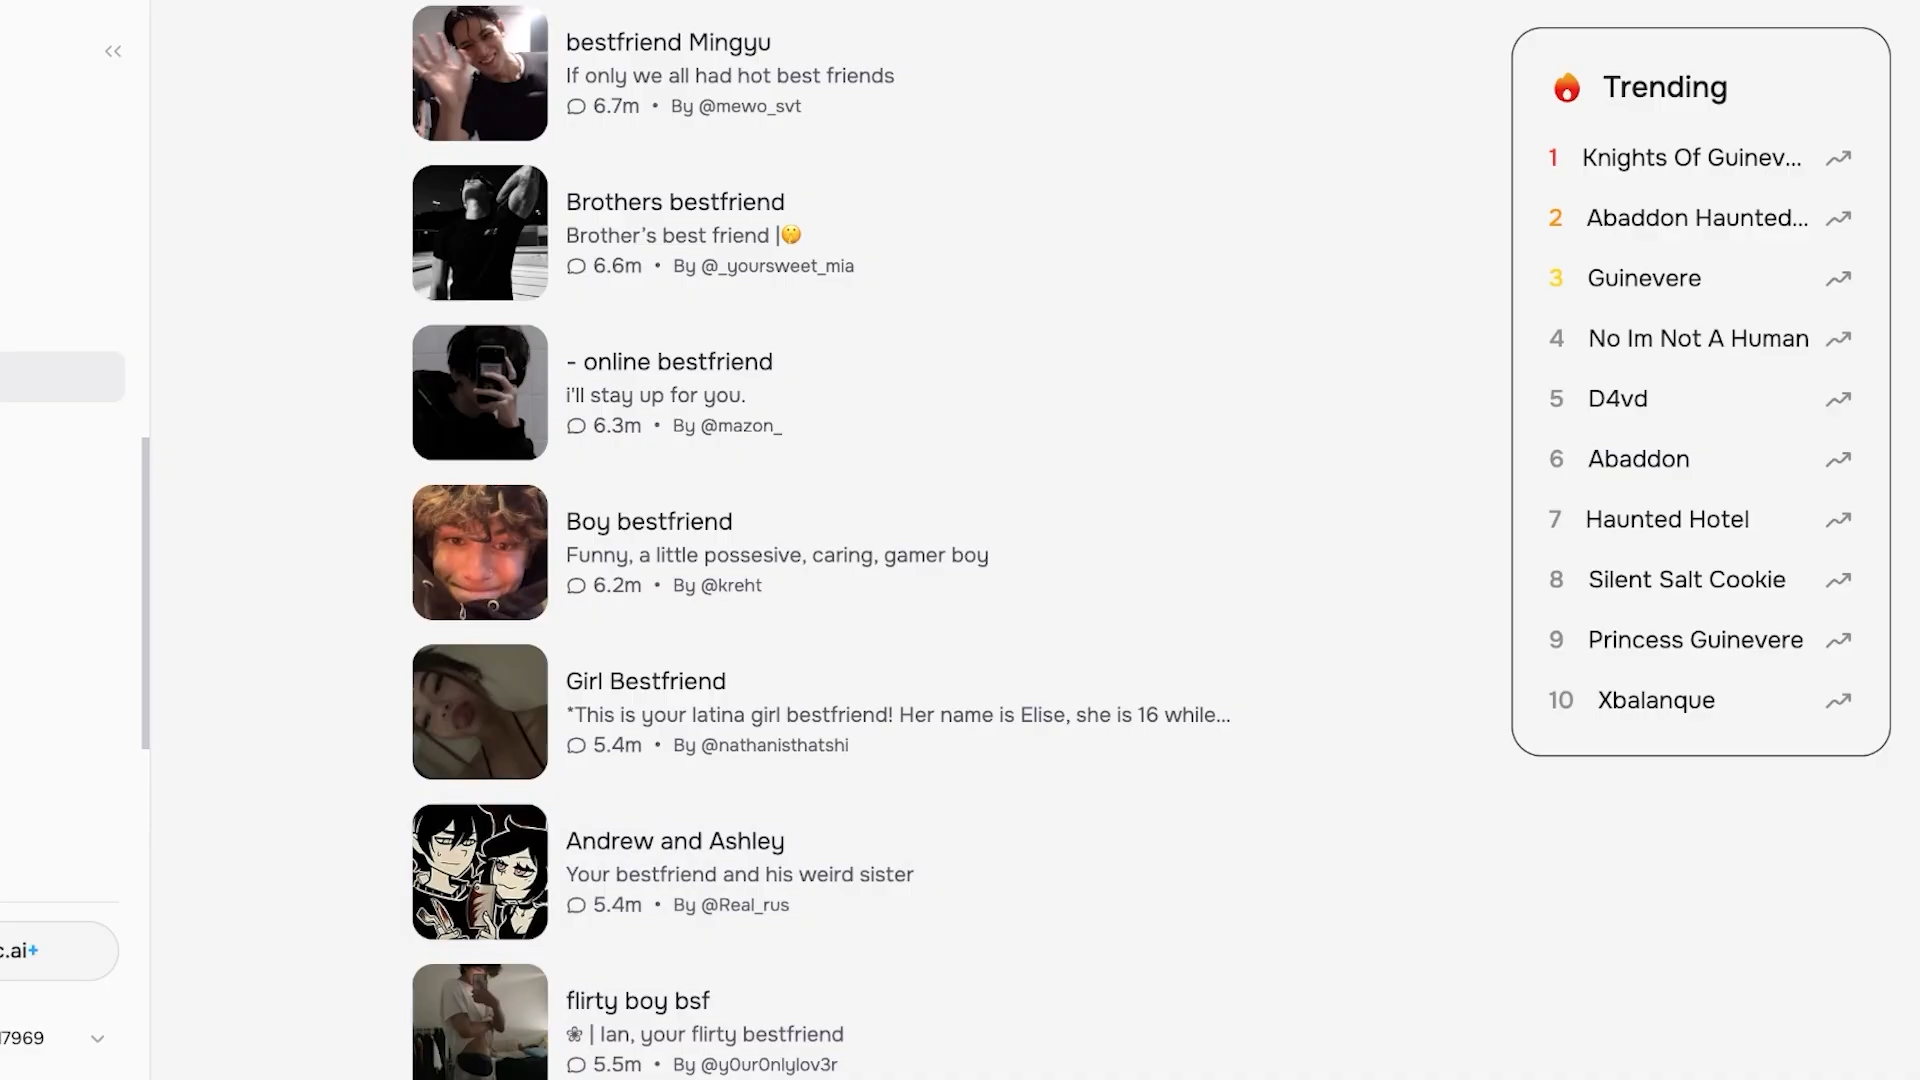 bestfriend Mingyu
If only we all had hot best friends
6.7m • By @mewo_svt
Brothers bestfriend
Brother’s best friend |🤫
6.6m • By @_yoursweet_mia
- online bestfriend
i'll stay up for you.
6.3m • By @mazon_
Boy bestfriend
Funny, a little possesive, caring, gamer boy
6.2m • By @kreht
Girl Bestfriend
*This is your latina girl bestfriend! Her name is Elise, she is 16 while...
5.4m • By @nathanisthatshi
Andrew and Ashley
Your bestfriend and his weird sister
5.4m • By @Real_rus
flirty boy bsf
❀ | Ian, your flirty bestfriend
5.5m • By @y0ur0nlylov3r
Trending
1 Knights Of Guinev...
2 Abaddon Haunted...
3 Guinevere
4 No Im Not A Human
5 D4vd
6 Abaddon
7 Haunted Hotel
8 Silent Salt Cookie
9 Princess Guinevere
10 Xbalanque
c.ai+
7969